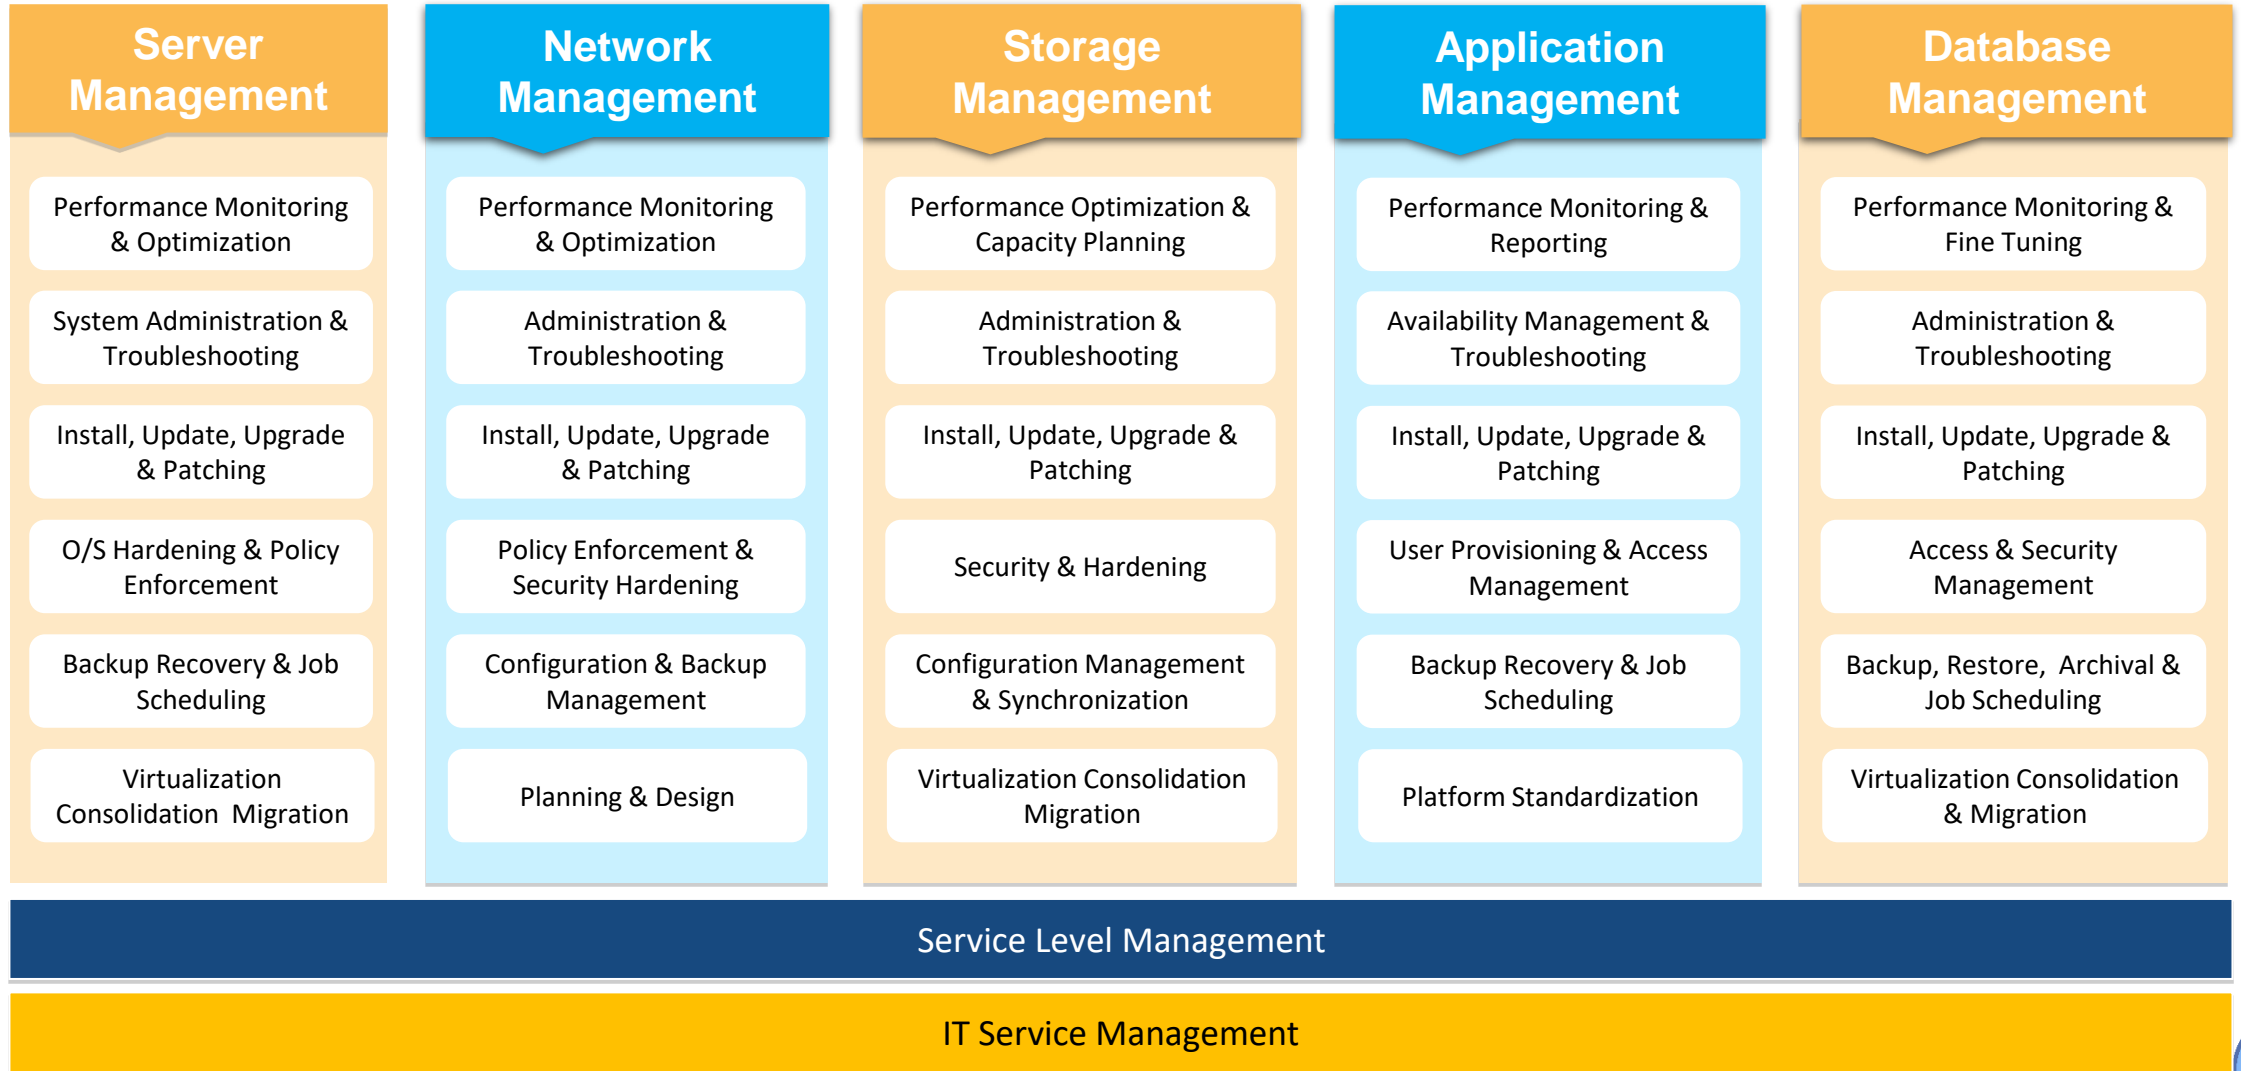 Server
Management
Performance Monitoring
& Optimization
System Administration &
Troubleshooting
Install, Update, Upgrade
& Patching
O/S Hardening & Policy
Enforcement
Backup Recovery & Job
Scheduling
Virtualization
Consolidation  Migration
Network
Management
Performance Monitoring
& Optimization
Administration &
Troubleshooting
Install, Update, Upgrade
& Patching
Policy Enforcement &
Security Hardening
Configuration & Backup
Management
Planning & Design
Storage
Management
Performance Optimization &
Capacity Planning
Administration &
Troubleshooting
Install, Update, Upgrade &
Patching
Security & Hardening
Configuration Management
& Synchronization
Virtualization Consolidation
Migration
Application
Management
Performance Monitoring &
Reporting
Availability Management &
Troubleshooting
Install, Update, Upgrade &
Patching
User Provisioning & Access
Management
Backup Recovery & Job
Scheduling
Platform Standardization
Database
Management
Performance Monitoring &
Fine Tuning
Administration &
Troubleshooting
Install, Update, Upgrade &
Patching
Access & Security
Management
Backup, Restore,  Archival &
Job Scheduling
Virtualization Consolidation
& Migration
Service Level Management
IT Service Management